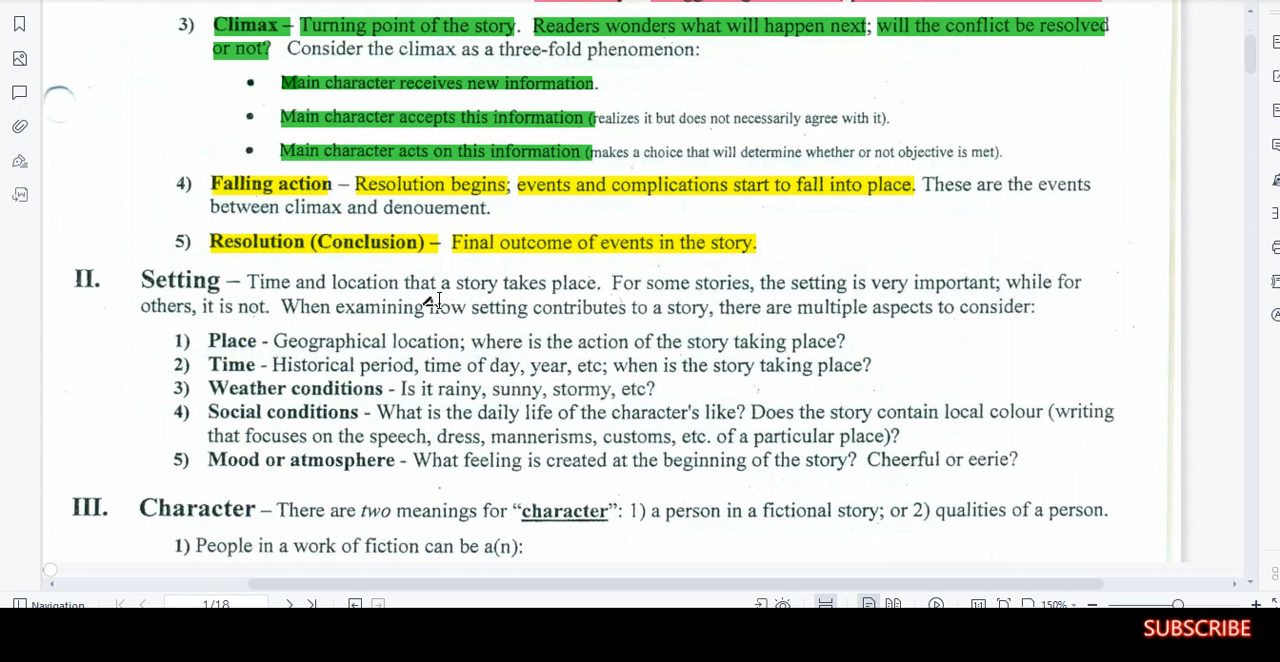 3) Climax – Turning point of the story. Readers wonders what will happen next; will the conflict be resolved
or not? Consider the climax as a three-fold phenomenon:
• Main character receives new information.
• Main character accepts this information (realizes it but does not necessarily agree with it).
• Main character acts on this information (makes a choice that will determine whether or not objective is met).
4) Falling action – Resolution begins; events and complications start to fall into place. These are the events
between climax and denouement.
5) Resolution (Conclusion) – Final outcome of events in the story.
II. Setting – Time and location that a story takes place. For some stories, the setting is very important; while for
others, it is not. When examining how setting contributes to a story, there are multiple aspects to consider:
1) Place - Geographical location; where is the action of the story taking place?
2) Time - Historical period, time of day, year, etc; when is the story taking place?
3) Weather conditions - Is it rainy, sunny, stormy, etc?
4) Social conditions - What is the daily life of the character's like? Does the story contain local colour (writing
that focuses on the speech, dress, mannerisms, customs, etc. of a particular place)?
5) Mood or atmosphere - What feeling is created at the beginning of the story? Cheerful or eerie?
III. Character – There are two meanings for “character”: 1) a person in a fictional story; or 2) qualities of a person.
1) People in a work of fiction can be a(n):
Navigation 1/18 150%
SUBSCRIBE